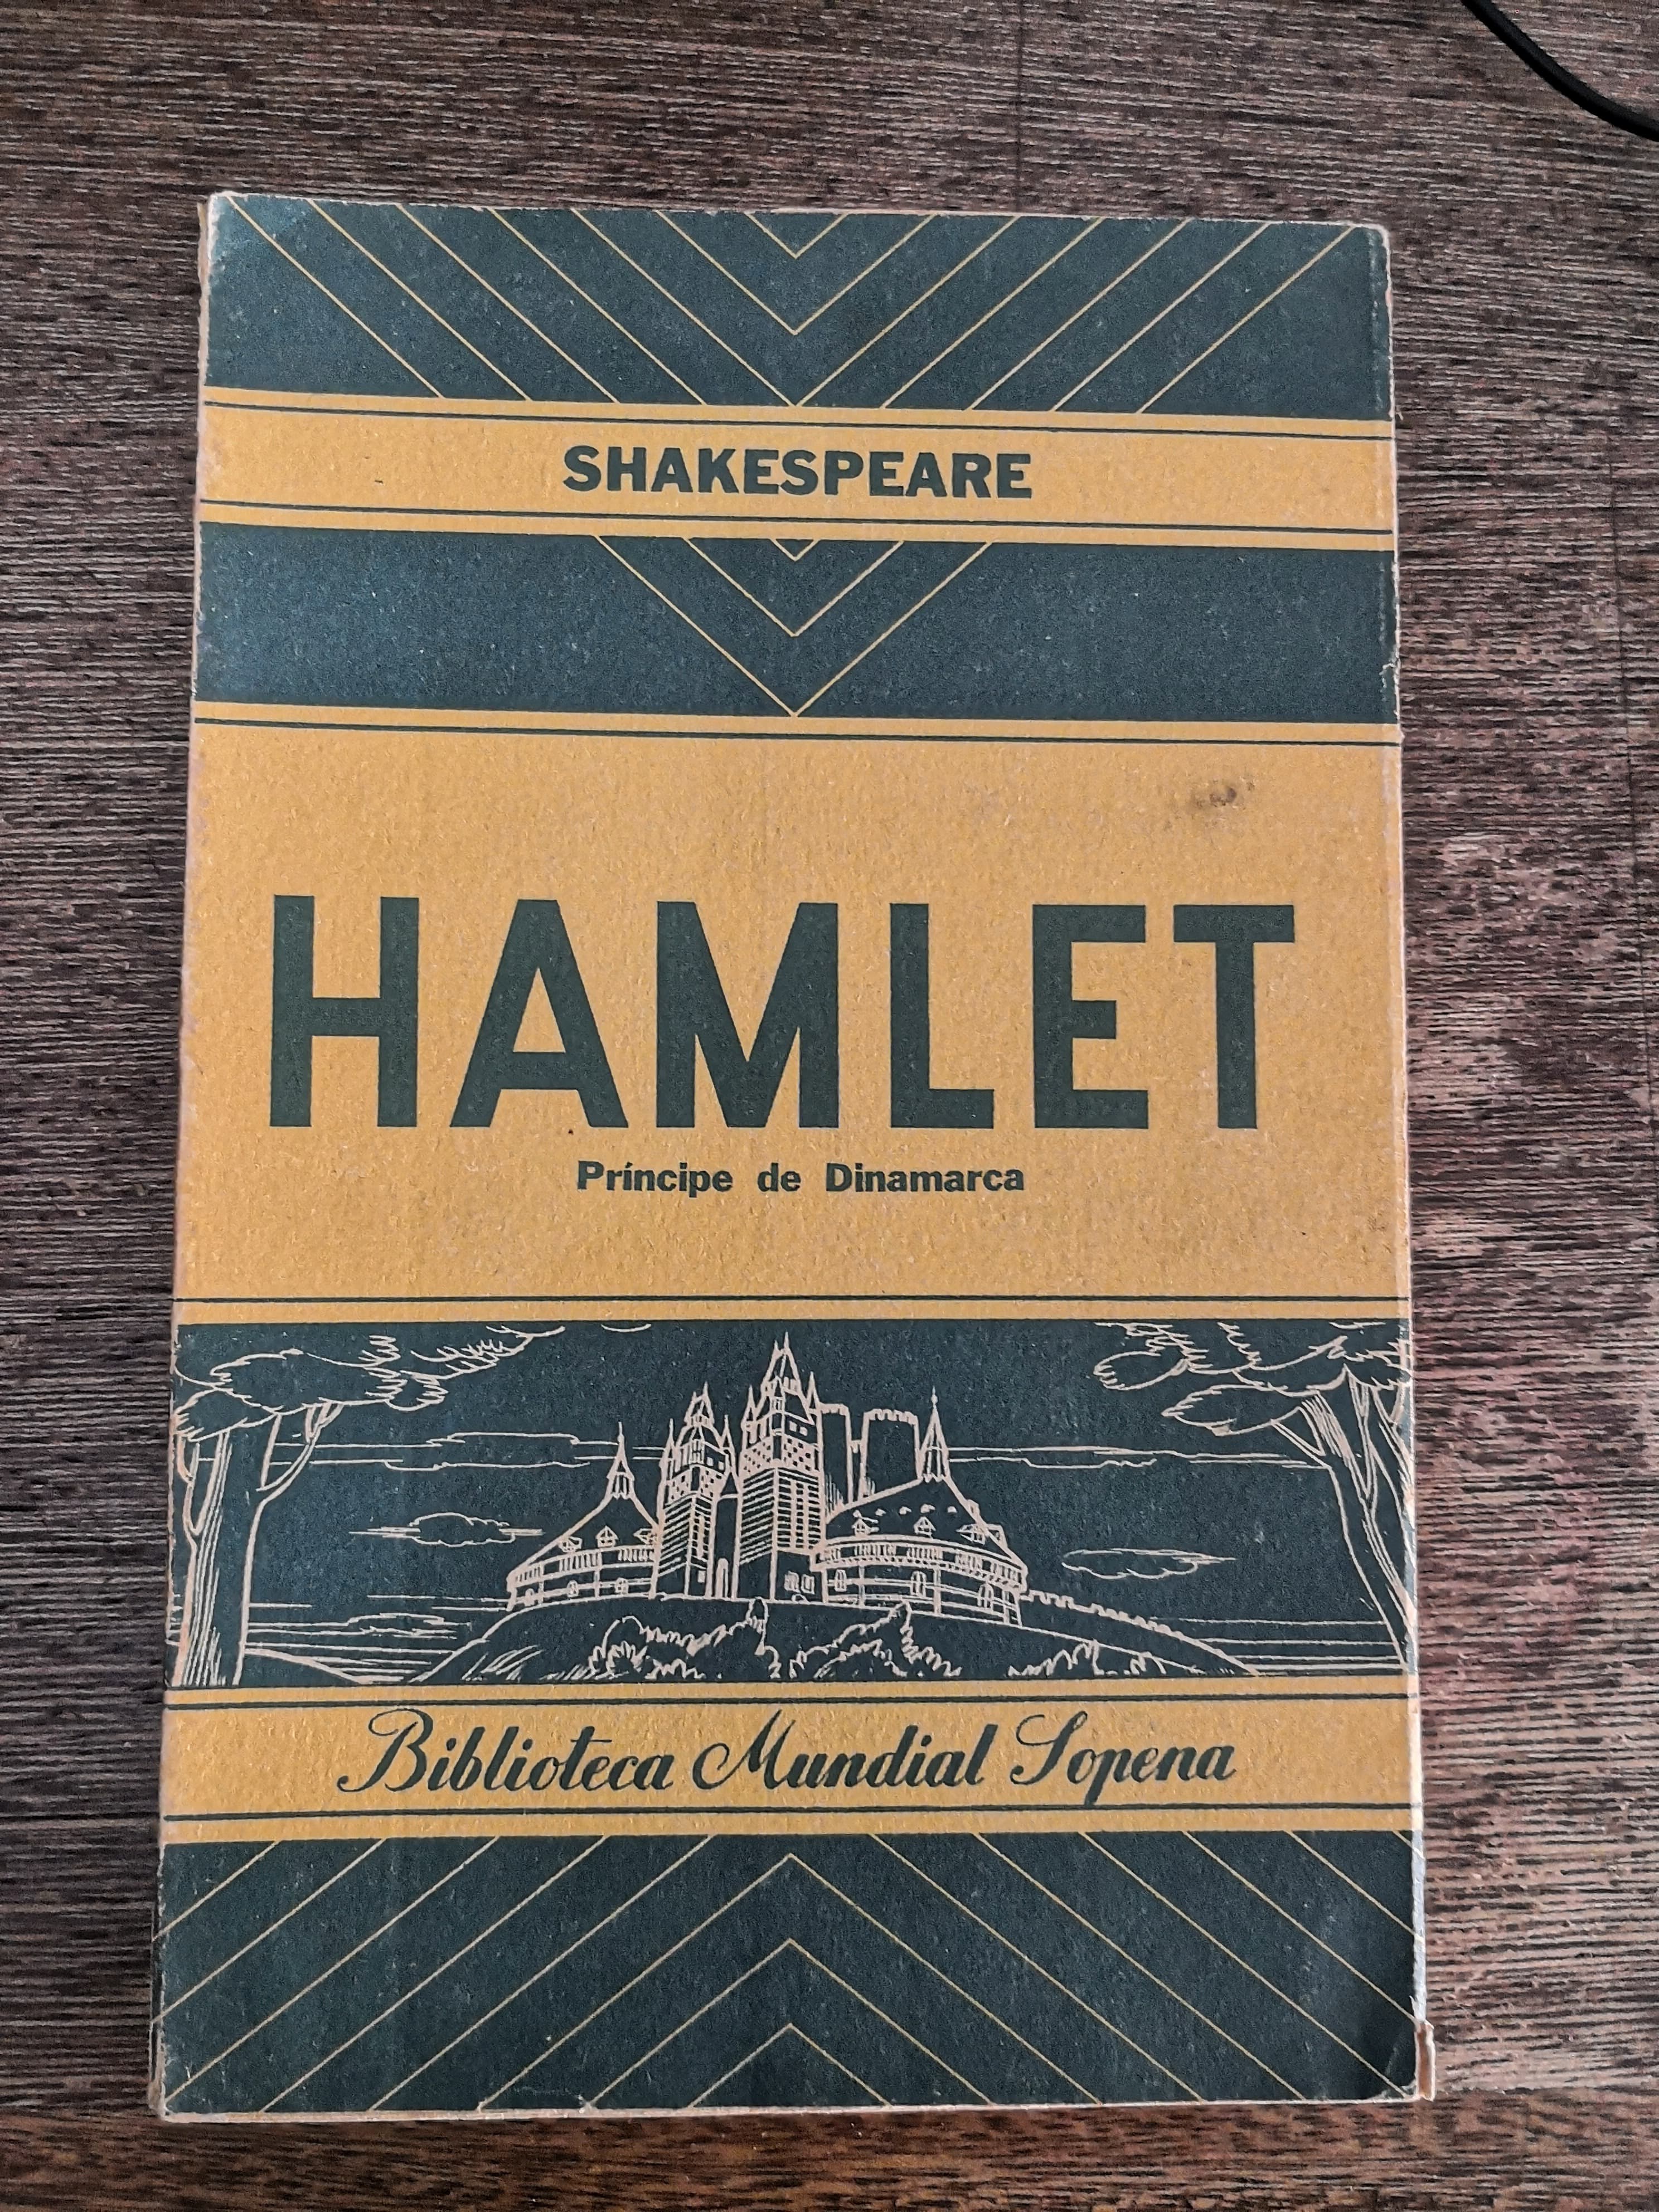 SHAKESPEARE
HAMLET
Príncipe de Dinamarca
Biblioteca Mundial Sopena